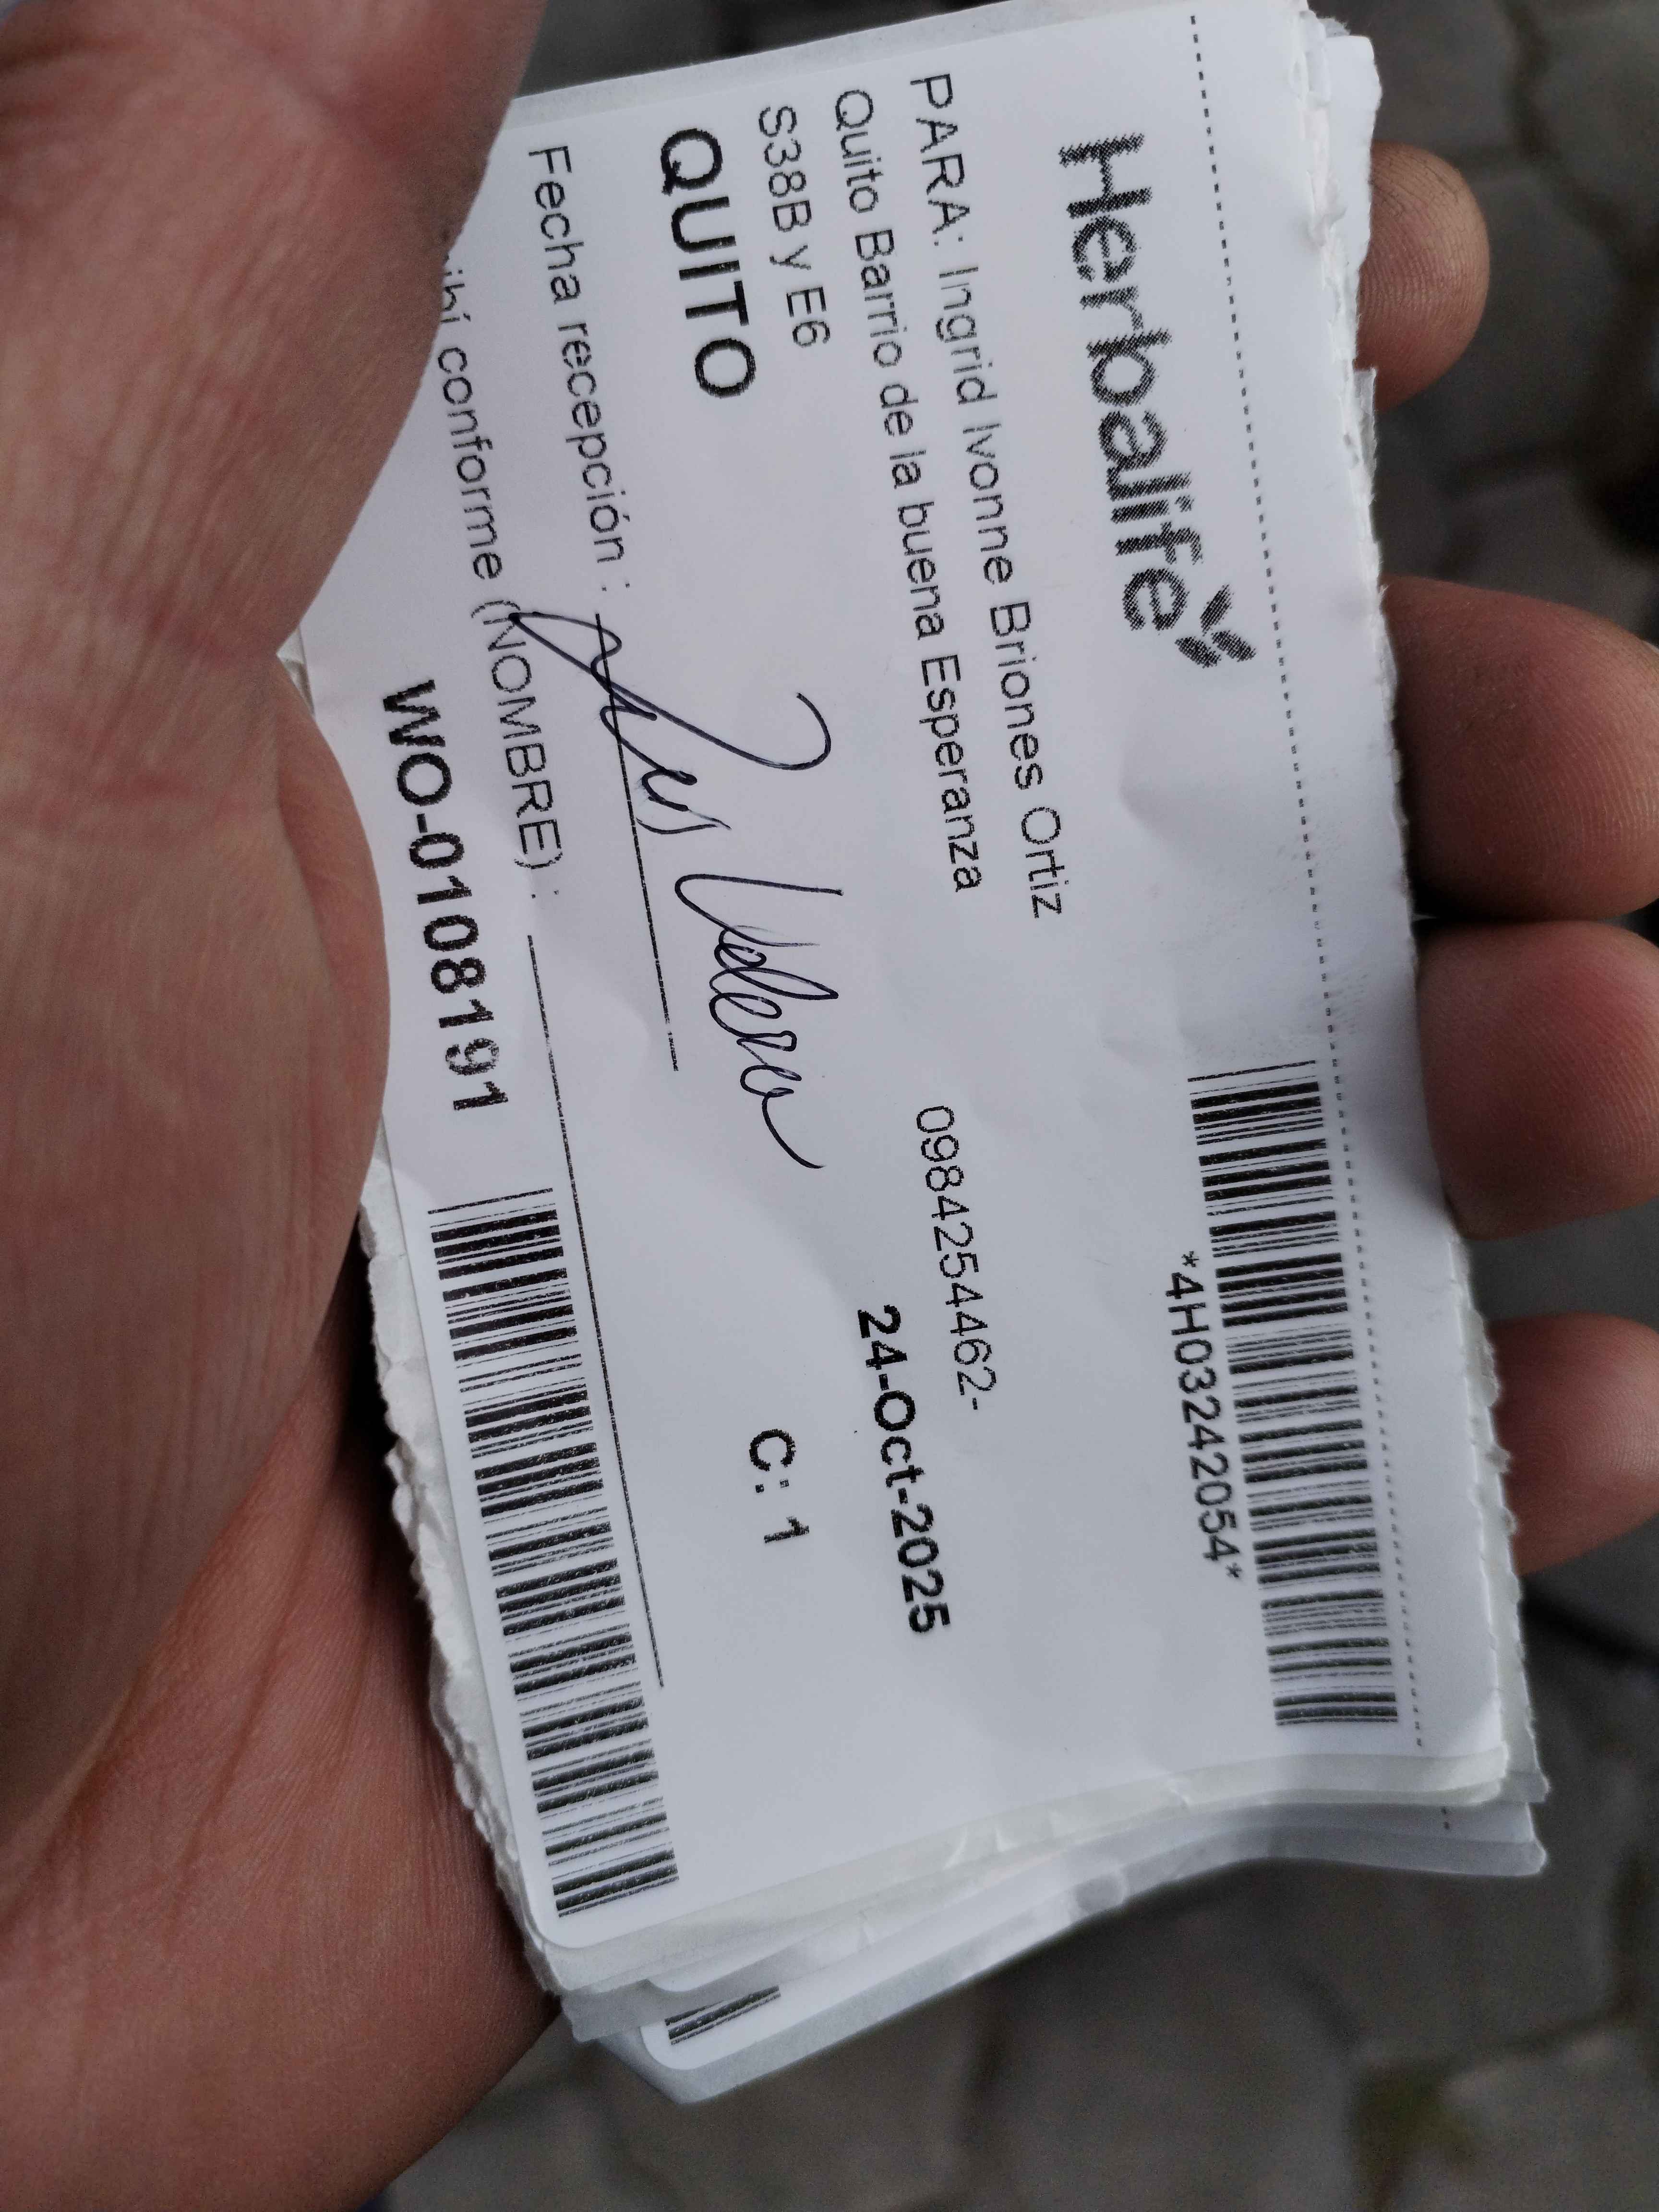 Herbalife
*4H03242054*
PARA: Ingrid Ivonne Briones Ortiz
Quito Barrio de la buena Esperanza
0984254462-
S38B y E6
24-Oct-2025
QUITO
C: 1
Fecha recepción :
ibí conforme (NOMBRE) :
WO-0108191